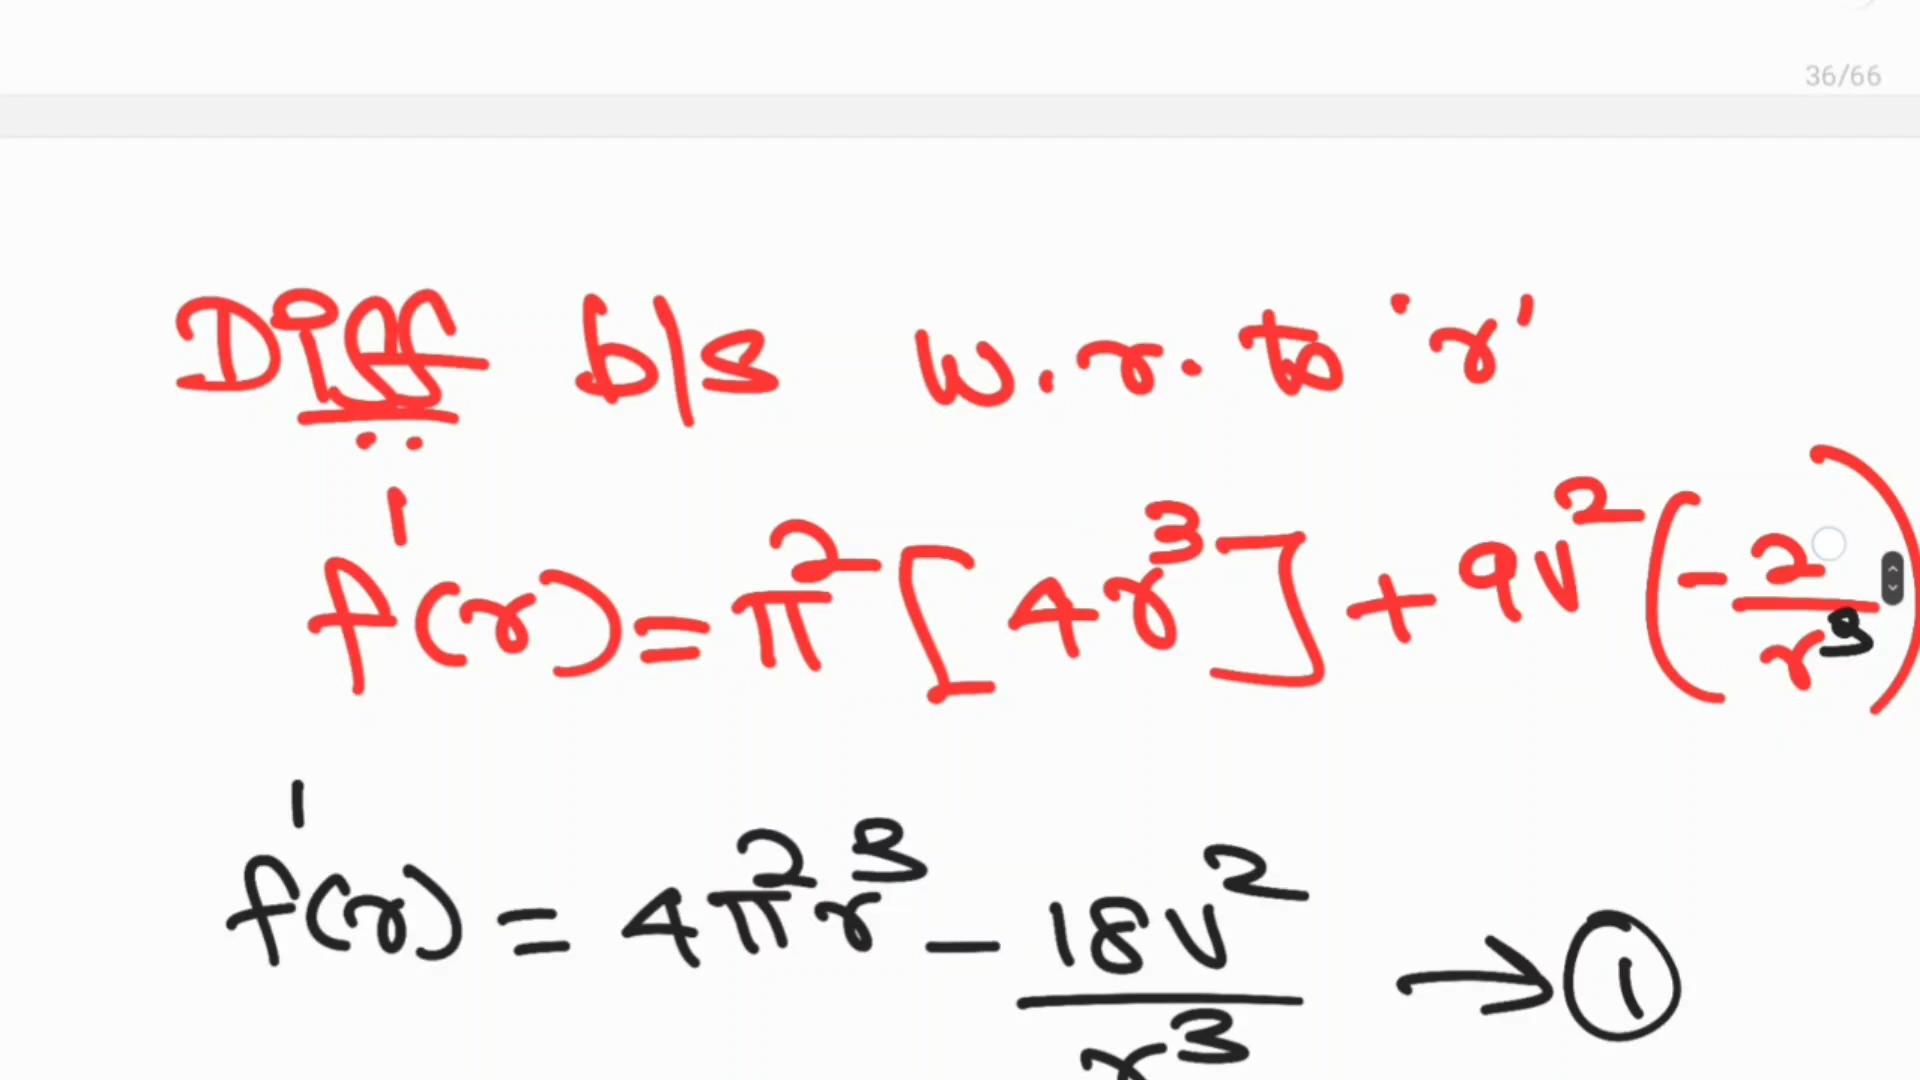 36/66
Diff b/s w.r.to 'r'
f'(r) = π²[4r³] + 9v²(-2/r³)
f'(r) = 4π²r³ - 18v²/r³ → ①